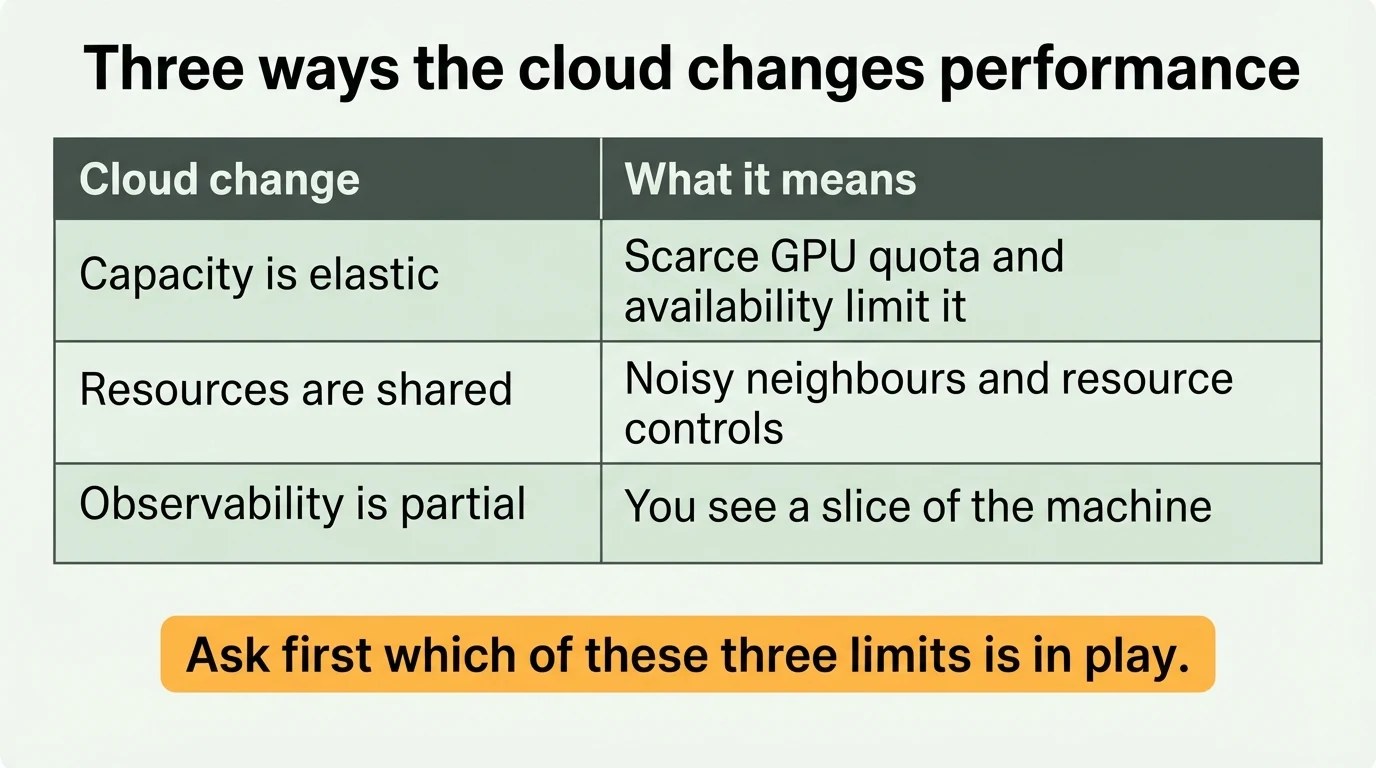 Three ways the cloud changes performance
Cloud change
What it means
Capacity is elastic
Scarce GPU quota and
availability limit it
Resources are shared
Noisy neighbours and resource
controls
Observability is partial
You see a slice of the machine
Ask first which of these three limits is in play.